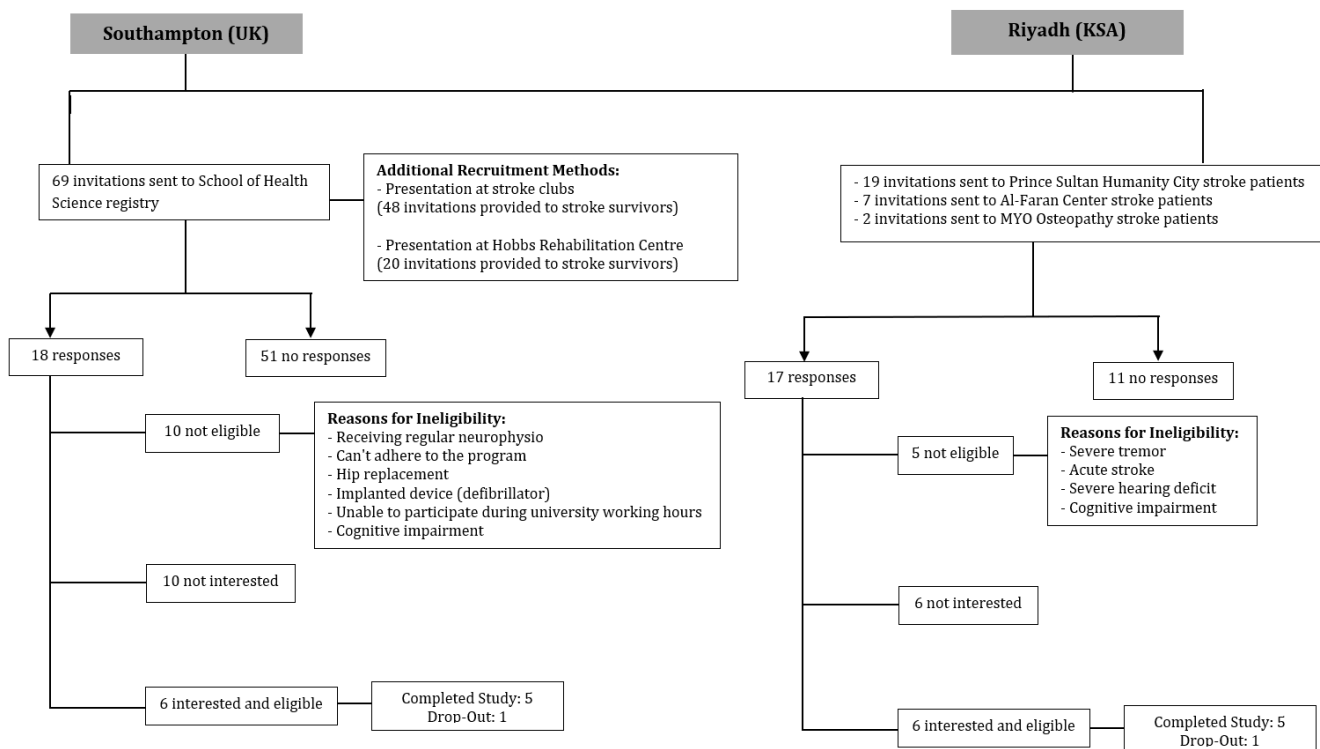 Southampton (UK)
Riyadh (KSA)
69 invitations sent to School of Health
Science registry
Additional Recruitment Methods:
- Presentation at stroke clubs
(48 invitations provided to stroke survivors)
- Presentation at Hobbs Rehabilitation Centre
(20 invitations provided to stroke survivors)
- 19 invitations sent to Prince Sultan Humanity City stroke patients
- 7 invitations sent to Al-Faran Center stroke patients
- 2 invitations sent to MYO Osteopathy stroke patients
18 responses
51 no responses
17 responses
11 no responses
10 not eligible
Reasons for Ineligibility:
- Receiving regular neurophysio
- Can't adhere to the program
- Hip replacement
- Implanted device (defibrillator)
- Unable to participate during university working hours
- Cognitive impairment
5 not eligible
Reasons for Ineligibility:
- Severe tremor
- Acute stroke
- Severe hearing deficit
- Cognitive impairment
10 not interested
6 not interested
6 interested and eligible
Completed Study: 5
Drop-Out: 1
6 interested and eligible
Completed Study: 5
Drop-Out: 1